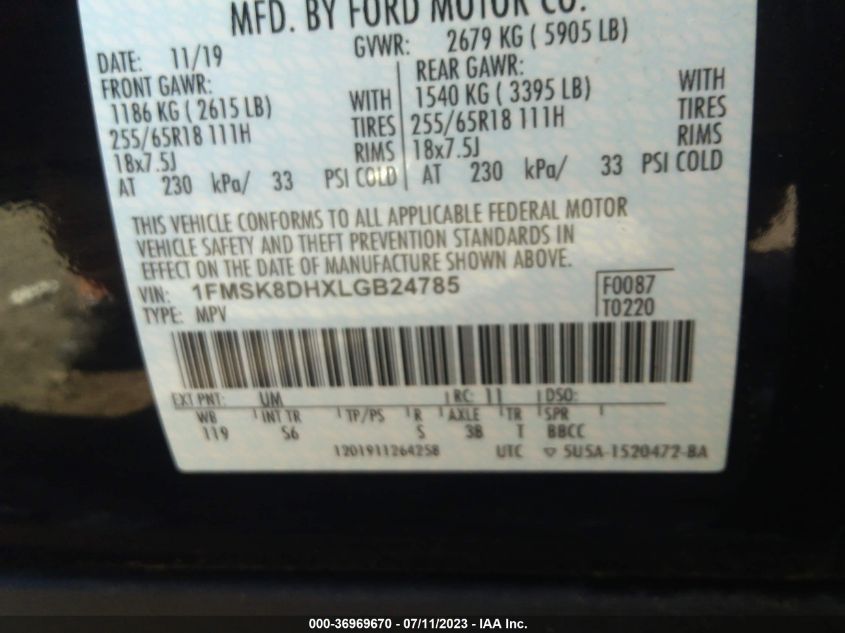 MFD. BY FORD MOTOR CO.
DATE: 11/19 GVWR: 2679 KG ( 5905 LB)
FRONT GAWR: REAR GAWR:
1186 KG ( 2615 LB) WITH 1540 KG ( 3395 LB) WITH
255/65R18 111H TIRES 255/65R18 111H TIRES
18x7.5J RIMS 18x7.5J RIMS
AT 230 kPa/ 33 PSI COLD AT 230 kPa/ 33 PSI COLD
THIS VEHICLE CONFORMS TO ALL APPLICABLE FEDERAL MOTOR
VEHICLE SAFETY AND THEFT PREVENTION STANDARDS IN
EFFECT ON THE DATE OF MANUFACTURE SHOWN ABOVE.
VIN: 1FMSK8DHXLGB24785 F0087
TYPE: MPV T0220
EXT PNT: UM RC: 11 DSO:
WB INT TR TP/PS R AXLE TR SPR
119 S6 S 3B T BBCC
1201911264258 UTC ▽ 5U5A-1520472-BA
000-36969670 - 07/11/2023 - IAA Inc.